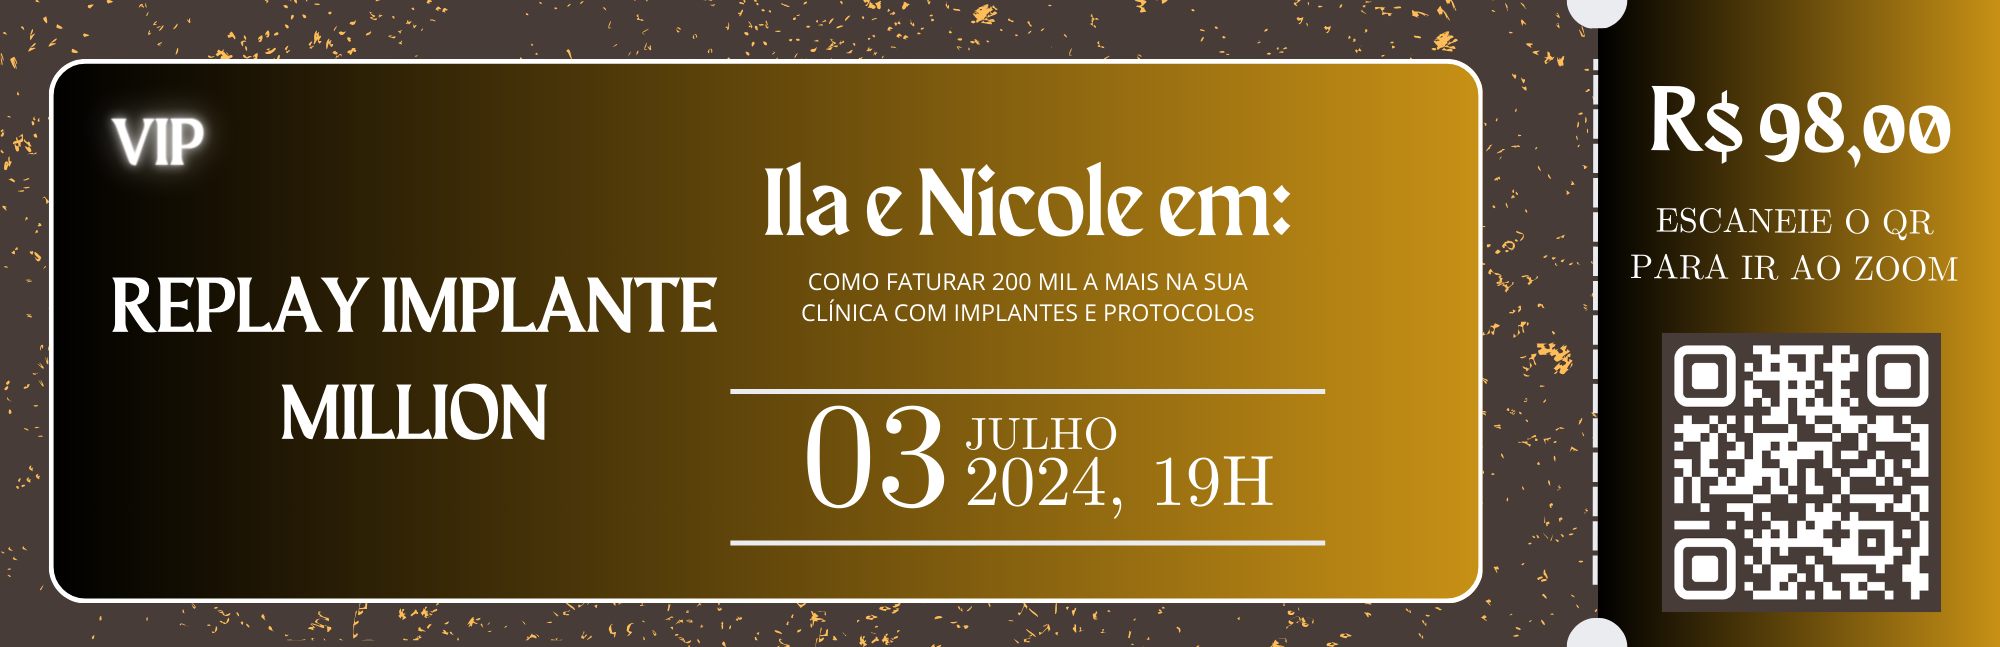 VIP
REPLAY IMPLANTE
MILLION
Ila e Nicole em:
COMO FATURAR 200 MIL A MAIS NA SUA
CLÍNICA COM IMPLANTES E PROTOCOLOs
03 JULHO
2024, 19H
R$ 98,00
ESCANEIE O QR
PARA IR AO ZOOM